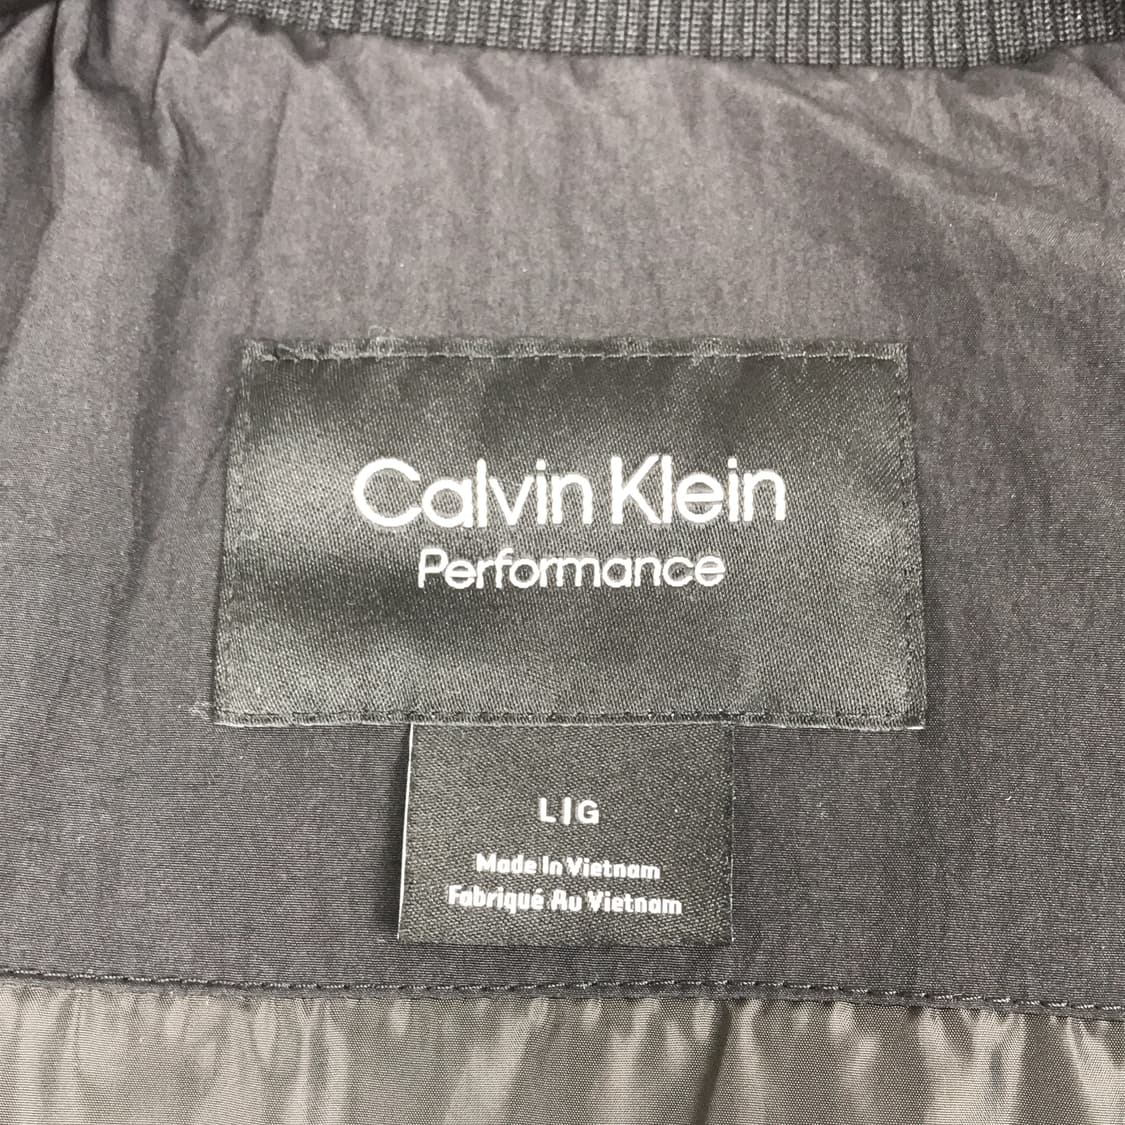 Calvin Klein
Performance
L|G
Made In Vietnam
Fabriqué Au Vietnam